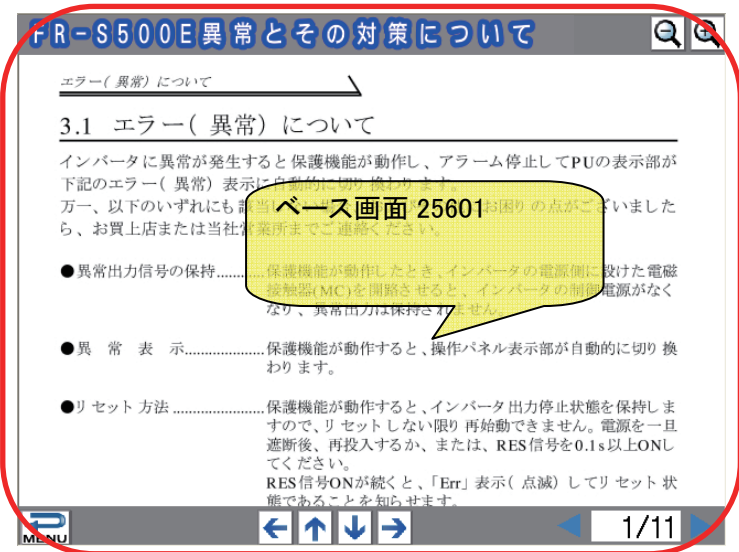 FR-S500E異常とその対策について
エラー(異常)について
3.1 エラー(異常)について
インバータに異常が発生すると保護機能が動作し、アラーム停止してPUの表示部が
下記のエラー(異常)表示に自動的に切り換わります。
万一、以下のいずれにも該当し
ベース画面 25601
お困りの点がございました
ら、お買上店または当社営業所までご連絡ください。
●異常出力信号の保持............保護機能が動作したとき、インバータの電源側に設けた電磁
接触器(MC)を開路させると、インバータの制御電源がなく
なり、異常出力は保持されません。
●異 常 表 示....................保護機能が動作すると、操作パネル表示部が自動的に切り換
わります。
●リセット方法.......................保護機能が動作すると、インバータ出力停止状態を保持しま
すので、リセットしない限り再始動できません。電源を一旦
遮断後、再投入するか、または、RES信号を0.1s以上ONし
てください。
RES信号ONが続くと、「Err」表示(点滅)してリセット状
態であることを知らせます。
MENU
1/11